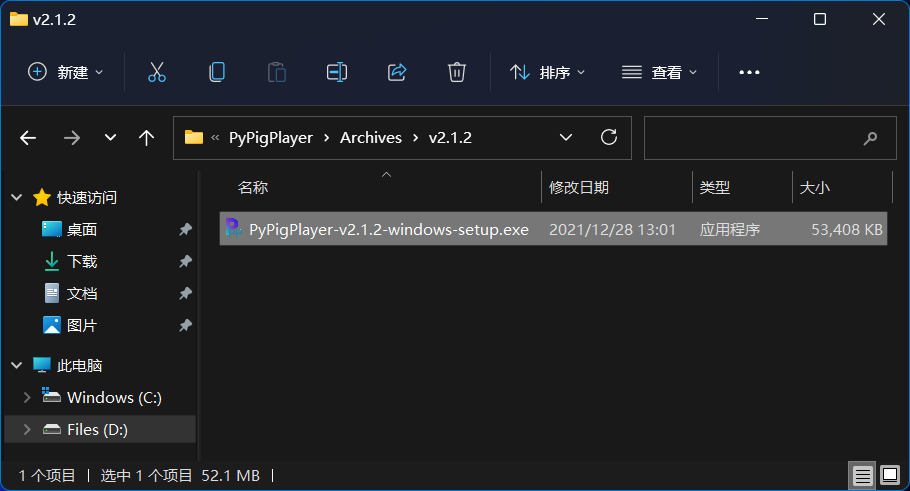 v2.1.2
新建 排序 查看
« PyPigPlayer › Archives › v2.1.2
名称 修改日期 类型 大小
PyPigPlayer-v2.1.2-windows-setup.exe 2021/12/28 13:01 应用程序 53,408 KB
快速访问
桌面
下载
文档
图片
此电脑
Windows (C:)
Files (D:)
1 个项目 选中 1 个项目 52.1 MB